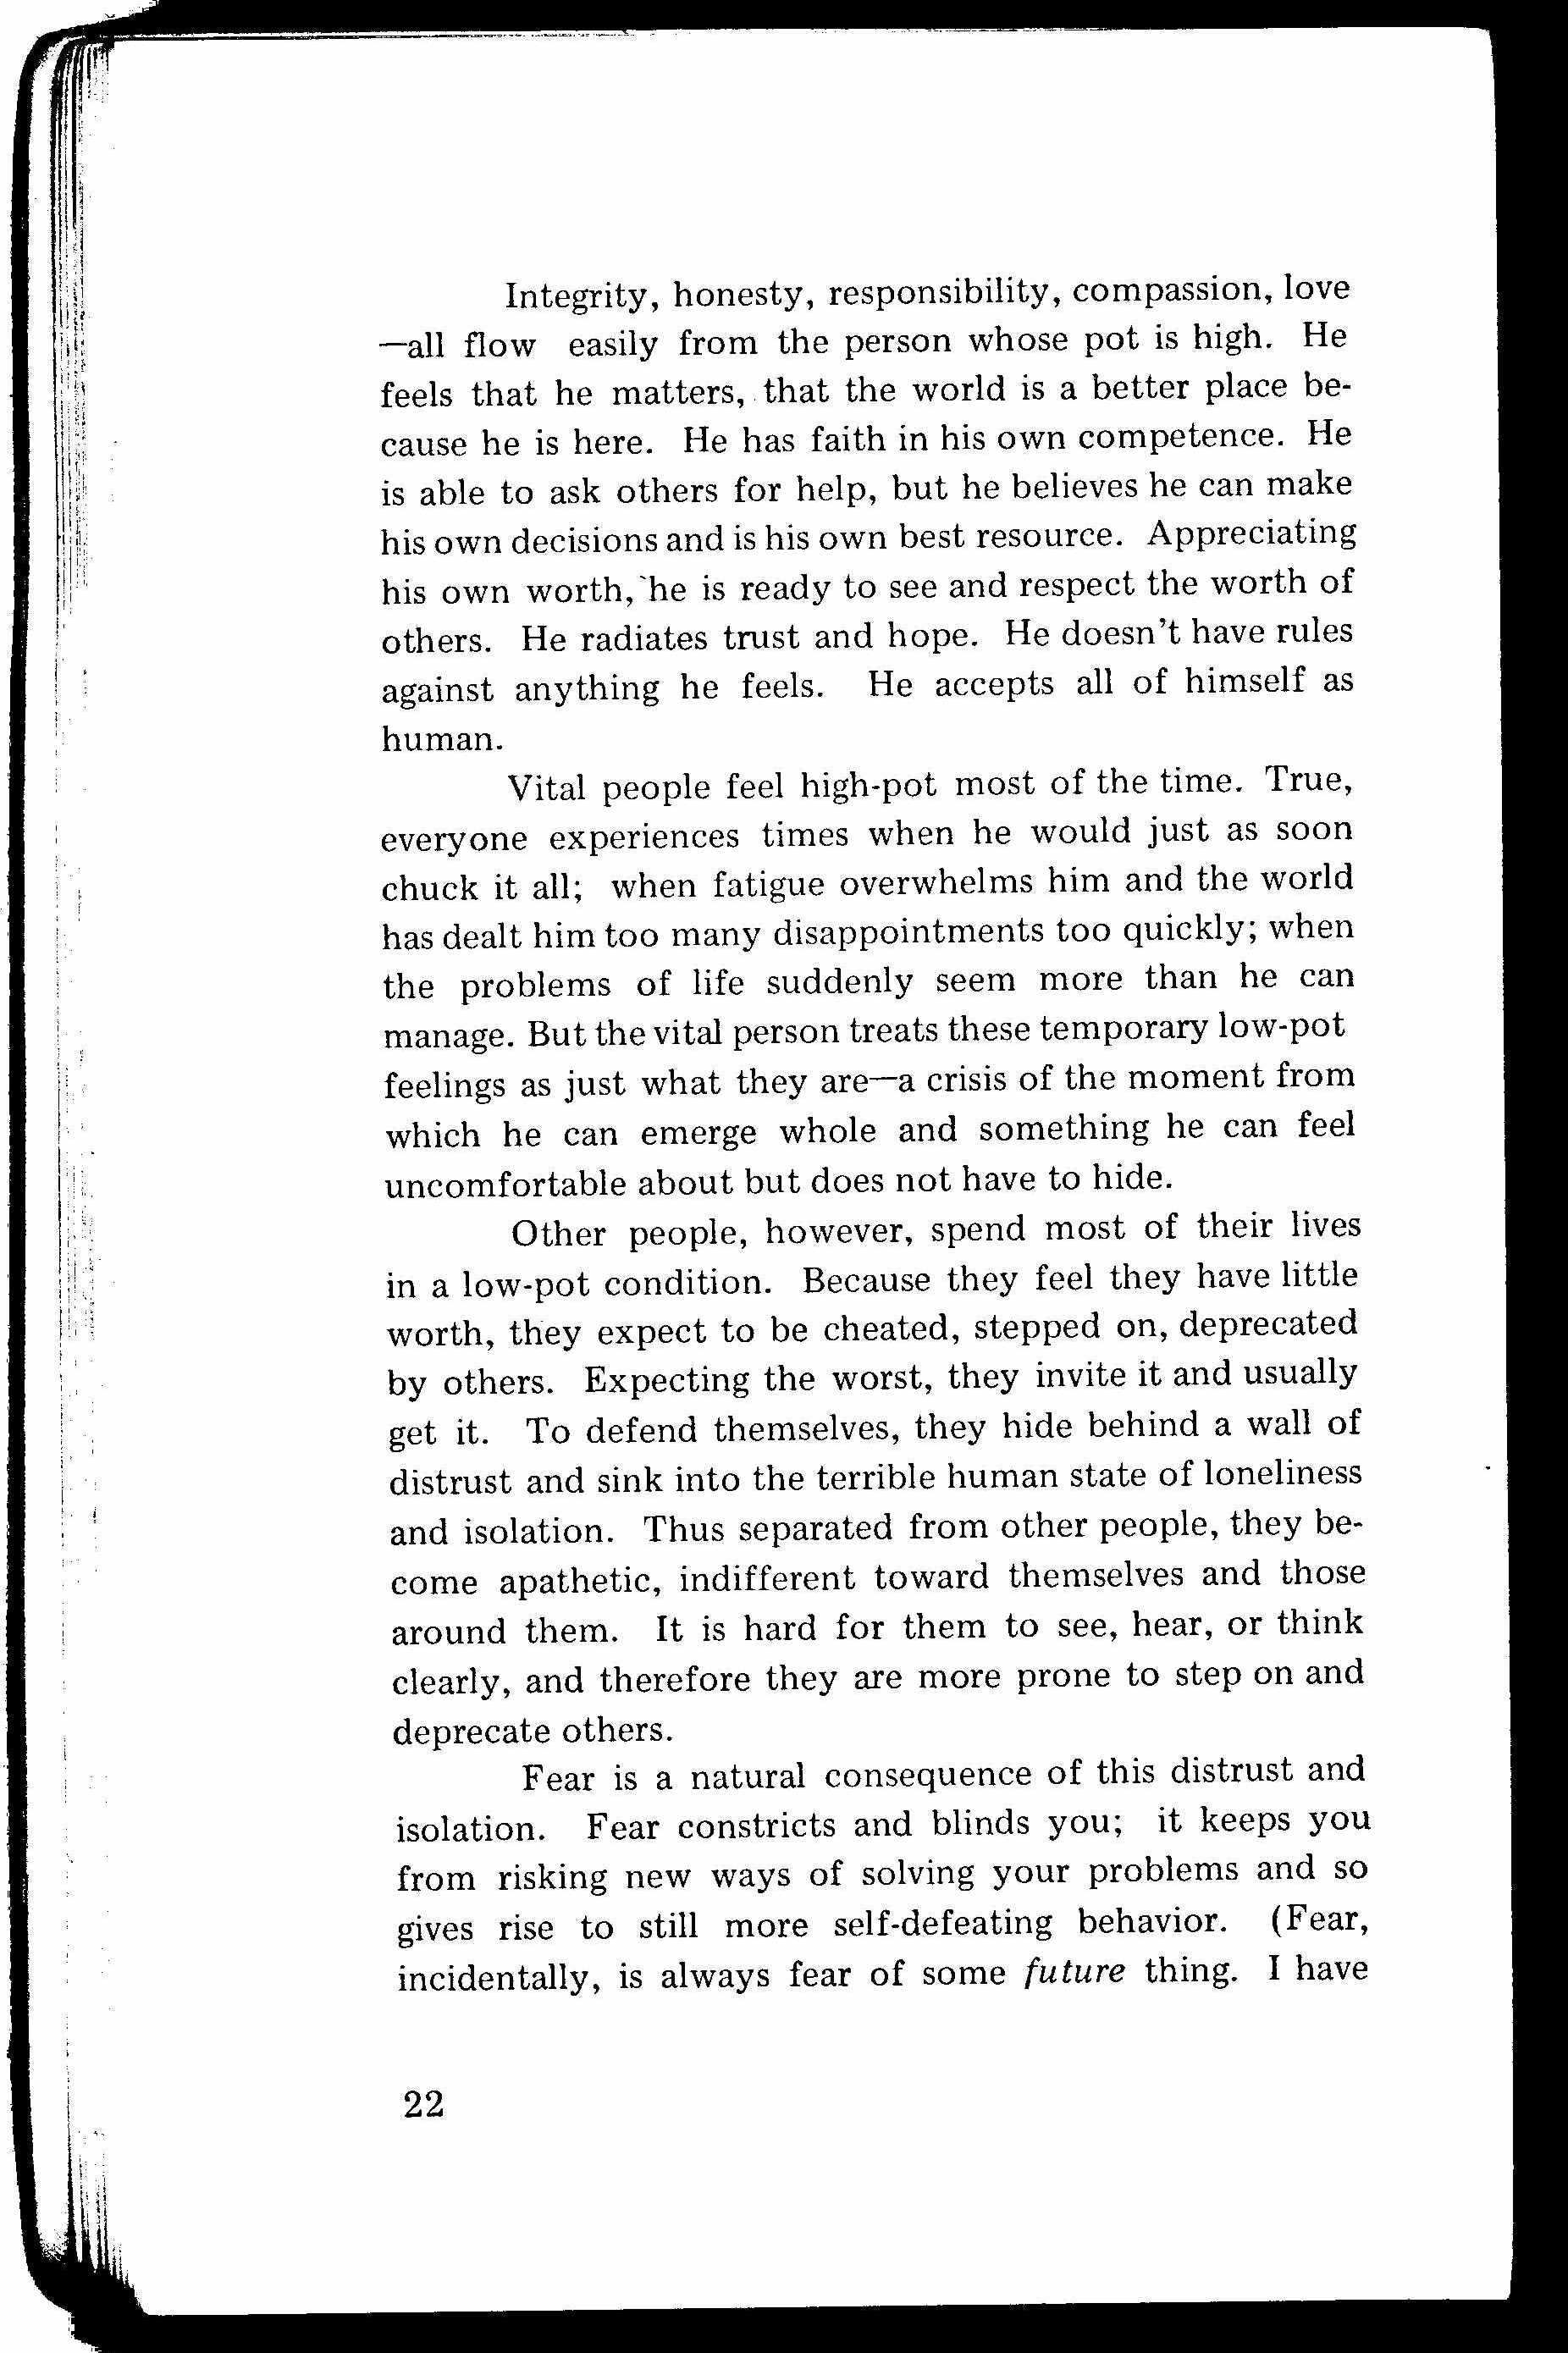 Integrity, honesty, responsibility, compassion, love
—all flow easily from the person whose pot is high. He
feels that he matters, that the world is a better place be-
cause he is here. He has faith in his own competence. He
is able to ask others for help, but he believes he can make
his own decisions and is his own best resource. Appreciating
his own worth, he is ready to see and respect the worth of
others. He radiates trust and hope. He doesn't have rules
against anything he feels. He accepts all of himself as
human.
Vital people feel high-pot most of the time. True,
everyone experiences times when he would just as soon
chuck it all; when fatigue overwhelms him and the world
has dealt him too many disappointments too quickly; when
the problems of life suddenly seem more than he can
manage. But the vital person treats these temporary low-pot
feelings as just what they are—a crisis of the moment from
which he can emerge whole and something he can feel
uncomfortable about but does not have to hide.
Other people, however, spend most of their lives
in a low-pot condition. Because they feel they have little
worth, they expect to be cheated, stepped on, deprecated
by others. Expecting the worst, they invite it and usually
get it. To defend themselves, they hide behind a wall of
distrust and sink into the terrible human state of loneliness
and isolation. Thus separated from other people, they be-
come apathetic, indifferent toward themselves and those
around them. It is hard for them to see, hear, or think
clearly, and therefore they are more prone to step on and
deprecate others.
Fear is a natural consequence of this distrust and
isolation. Fear constricts and blinds you; it keeps you
from risking new ways of solving your problems and so
gives rise to still more self-defeating behavior. (Fear,
incidentally, is always fear of some future thing. I have
22